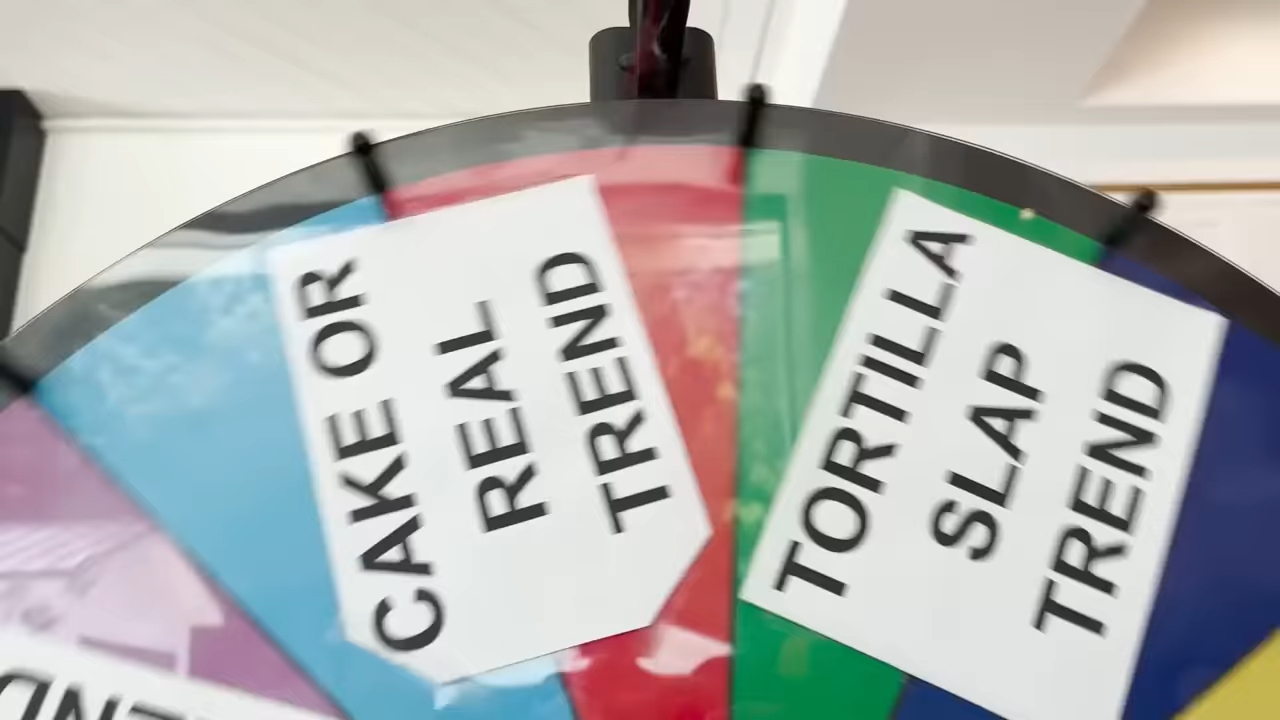 CAKE OR
REAL
TREND
TORTILLA
SLAP
TREND